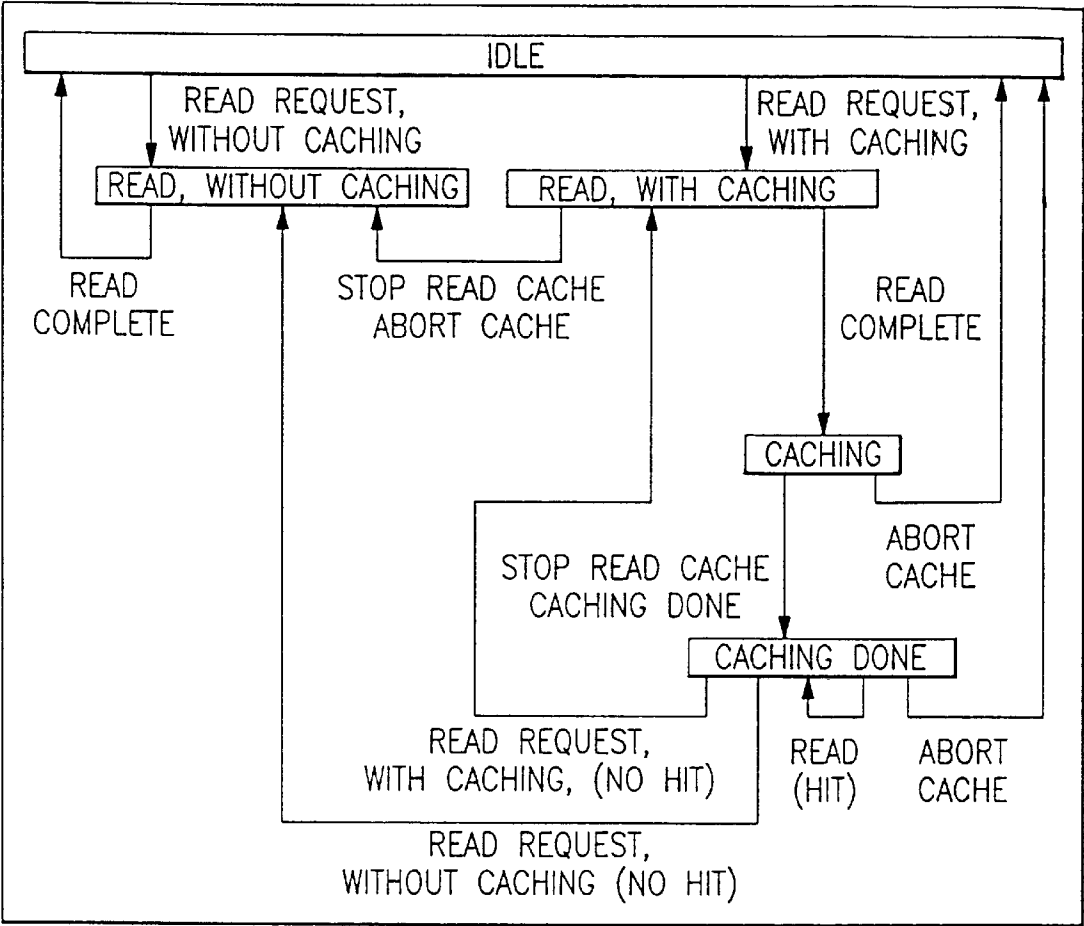 IDLE
READ REQUEST,
WITHOUT CACHING
READ REQUEST,
WITH CACHING
READ, WITHOUT CACHING
READ, WITH CACHING
READ
COMPLETE
STOP READ CACHE
ABORT CACHE
READ
COMPLETE
CACHING
ABORT
CACHE
STOP READ CACHE
CACHING DONE
CACHING DONE
READ REQUEST,
WITH CACHING, (NO HIT)
READ
(HIT)
ABORT
CACHE
READ REQUEST,
WITHOUT CACHING (NO HIT)